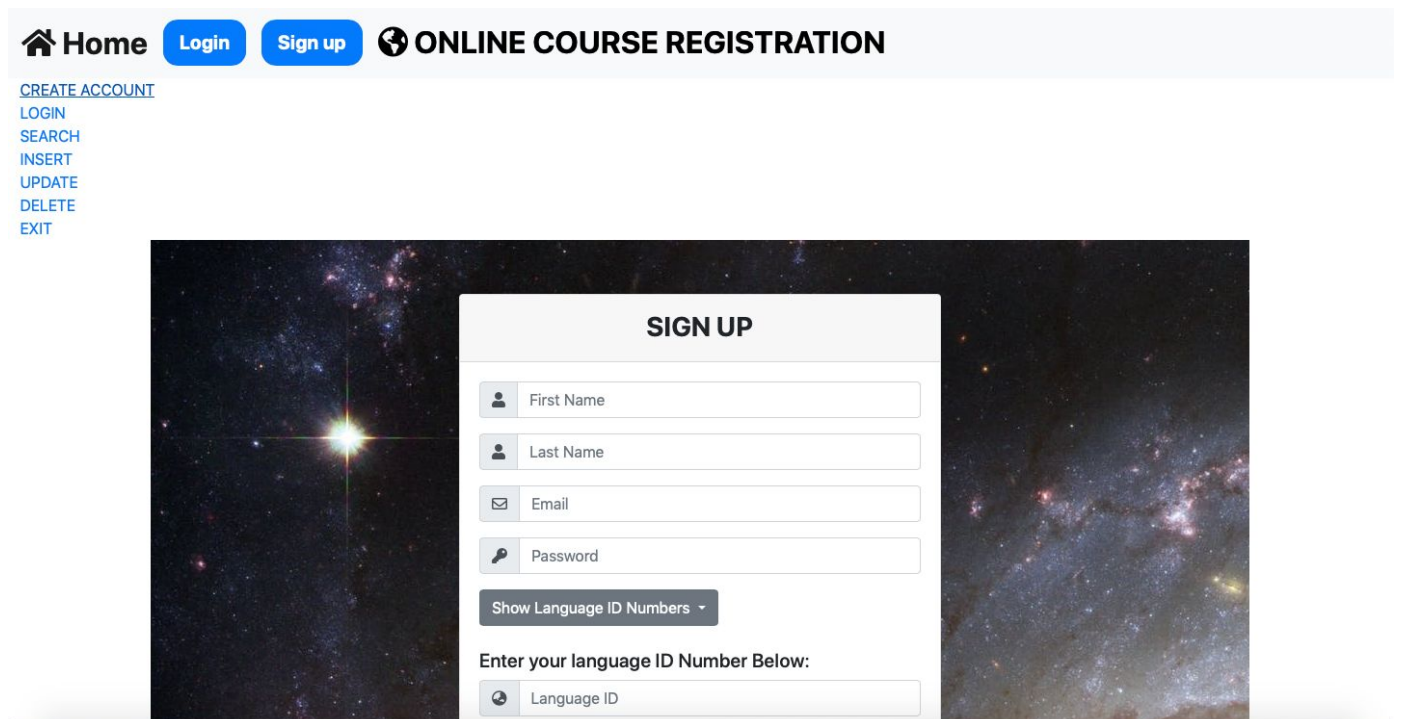 Home Login Sign up ONLINE COURSE REGISTRATION
CREATE ACCOUNT
LOGIN
SEARCH
INSERT
UPDATE
DELETE
EXIT
SIGN UP
First Name
Last Name
Email
Password
Show Language ID Numbers
Enter your language ID Number Below:
Language ID